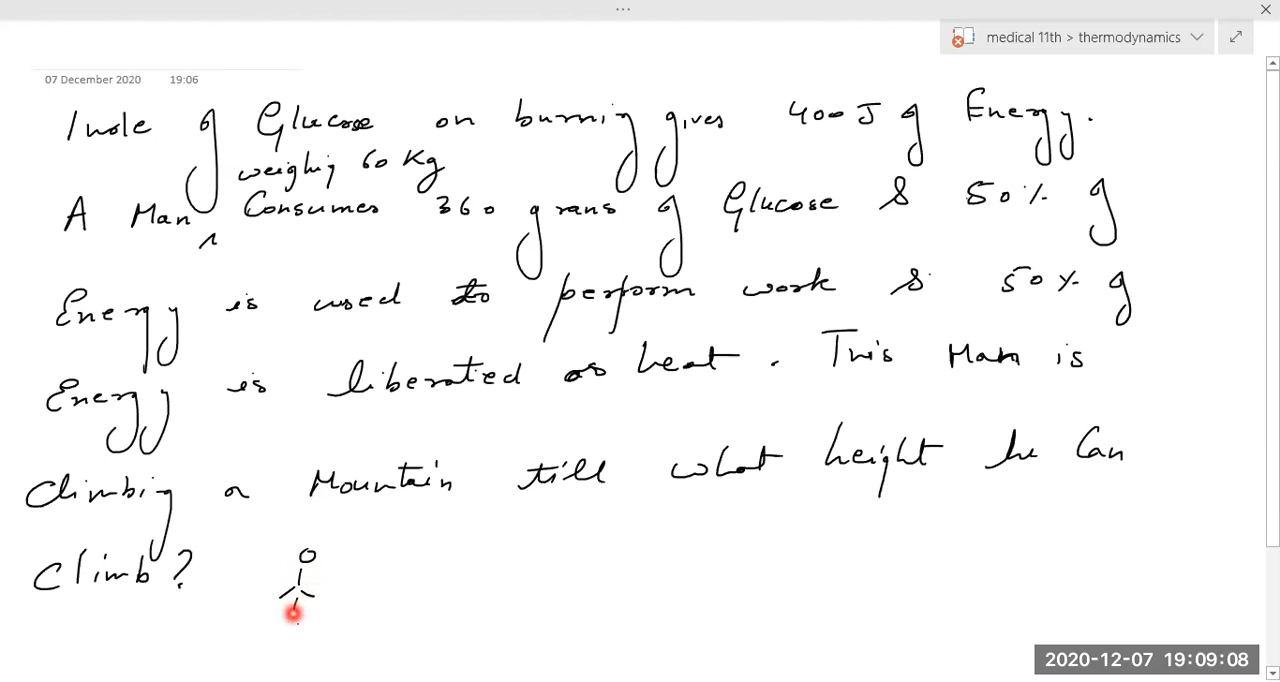 medical 11th > thermodynamics
07 December 2020 19:06
1 mole of Glucose on burning gives 400 J of Energy.
weighing 60 Kg
A Man ^ Consumes 360 grams of Glucose & 50% of
Energy is used to perform work & 50% of
Energy is liberated as heat. This Man is
Climbing a Mountain till what height he Can
Climb?
2020-12-07 19:09:08